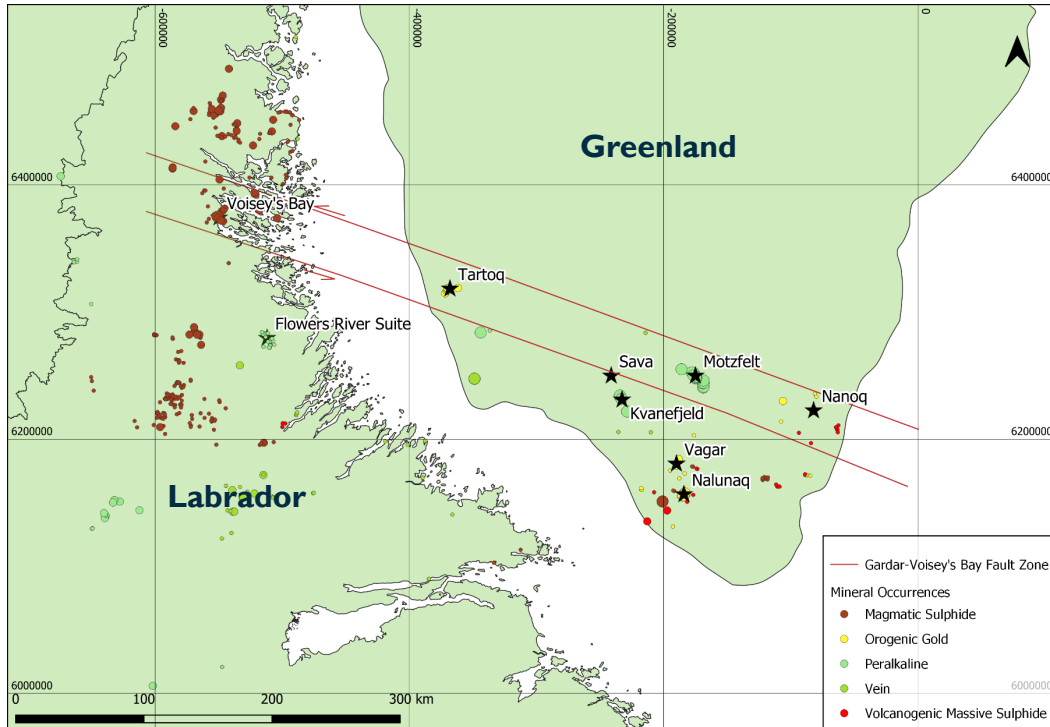 -600000
-400000
-200000
0
Greenland
6400000
6400000
Voisey's Bay
Tartoq
Flowers River Suite
Sava
Motzfelt
Nanoq
Kvanefjeld
6200000
6200000
Vagar
Nalunaq
Labrador
Gardar-Voisey's Bay Fault Zone
Mineral Occurrences
Magmatic Sulphide
Orogenic Gold
Peralkaline
Vein
Volcanogenic Massive Sulphide
6000000
6000000
0 100 200 300 km